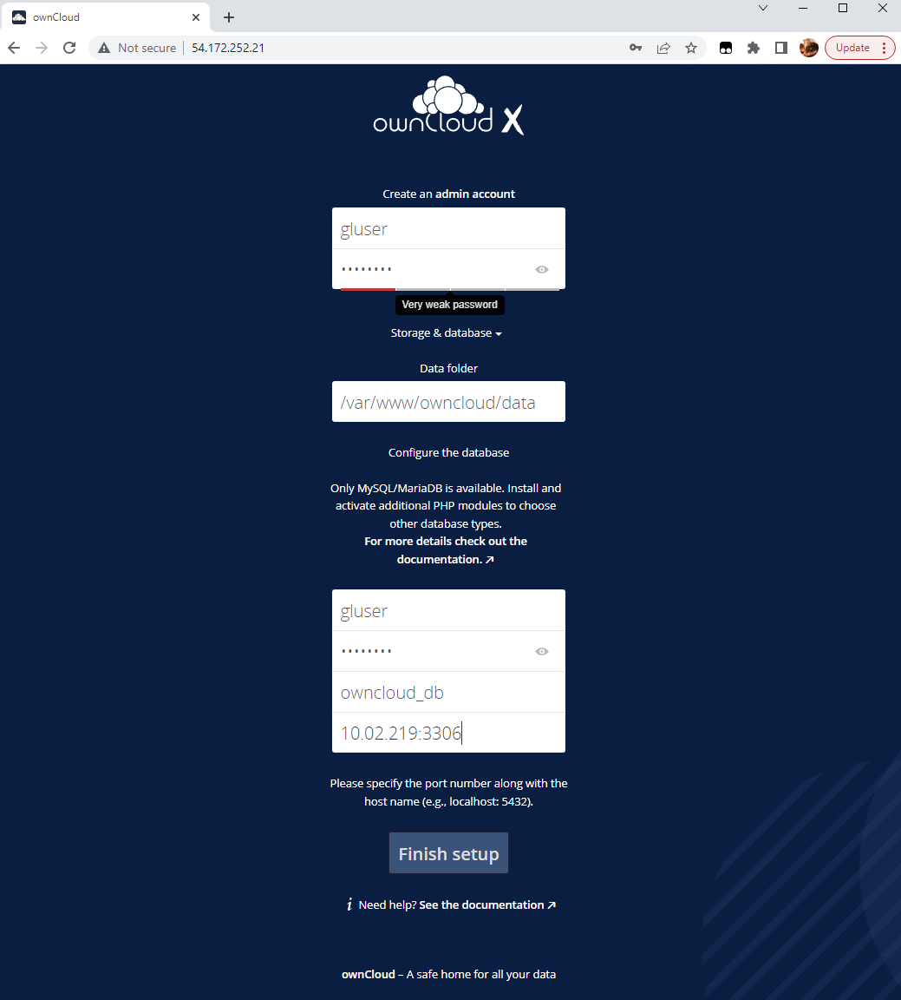 ownCloud
Not secure
54.172.252.21
Update
ownCloud X
Create an admin account
gluser
••••••••
Very weak password
Storage & database
Data folder
/var/www/owncloud/data
Configure the database
Only MySQL/MariaDB is available. Install and
activate additional PHP modules to choose
other database types.
For more details check out the
documentation. ↗
gluser
••••••••
owncloud_db
10.02.219:3306
Please specify the port number along with the
host name (e.g., localhost: 5432).
Finish setup
i Need help? See the documentation ↗
ownCloud – A safe home for all your data